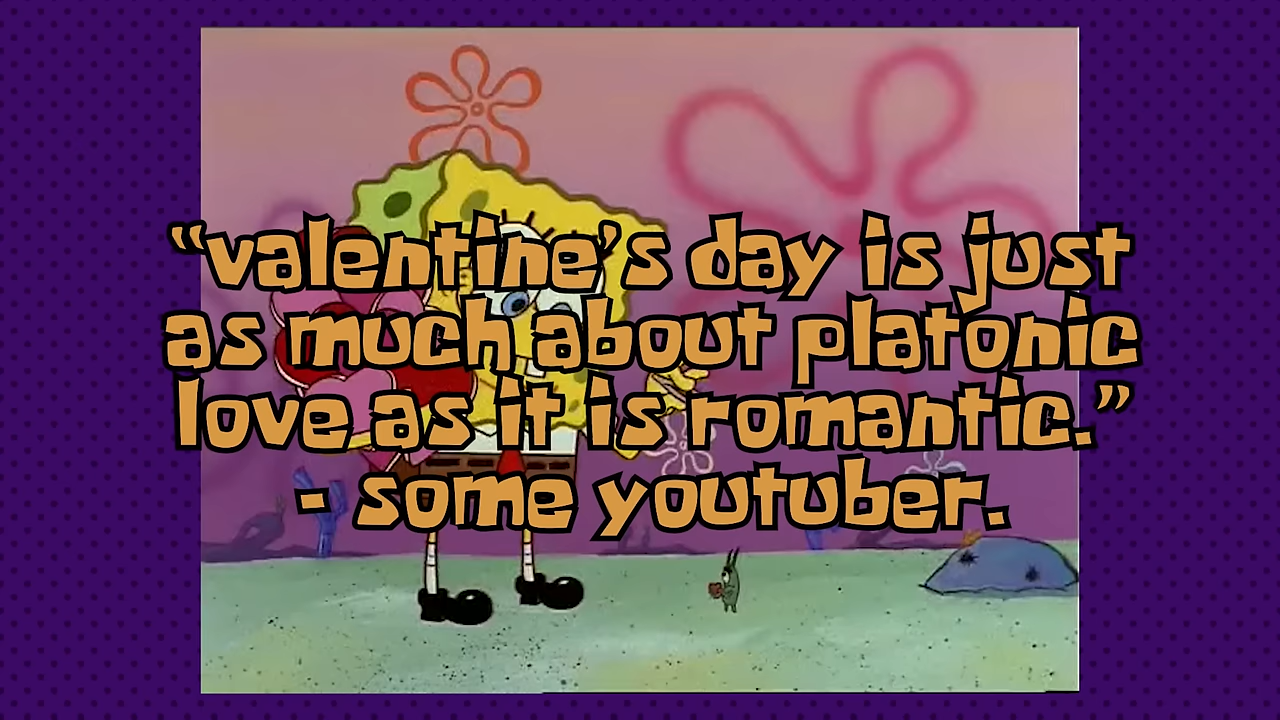 “valentine’s day is just
as much about platonic
love as it is romantic.”
- some youtuber.